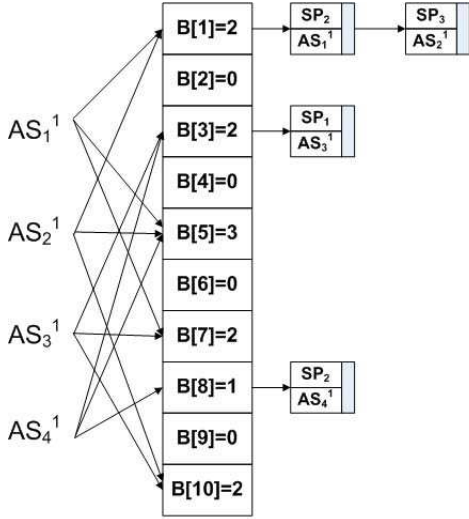 B[1]=2
SP₂
AS₁¹
SP₃
AS₂¹
B[2]=0
AS₁¹
B[3]=2
SP₁
AS₃¹
B[4]=0
AS₂¹
B[5]=3
B[6]=0
AS₃¹
B[7]=2
B[8]=1
SP₂
AS₄¹
AS₄¹
B[9]=0
B[10]=2